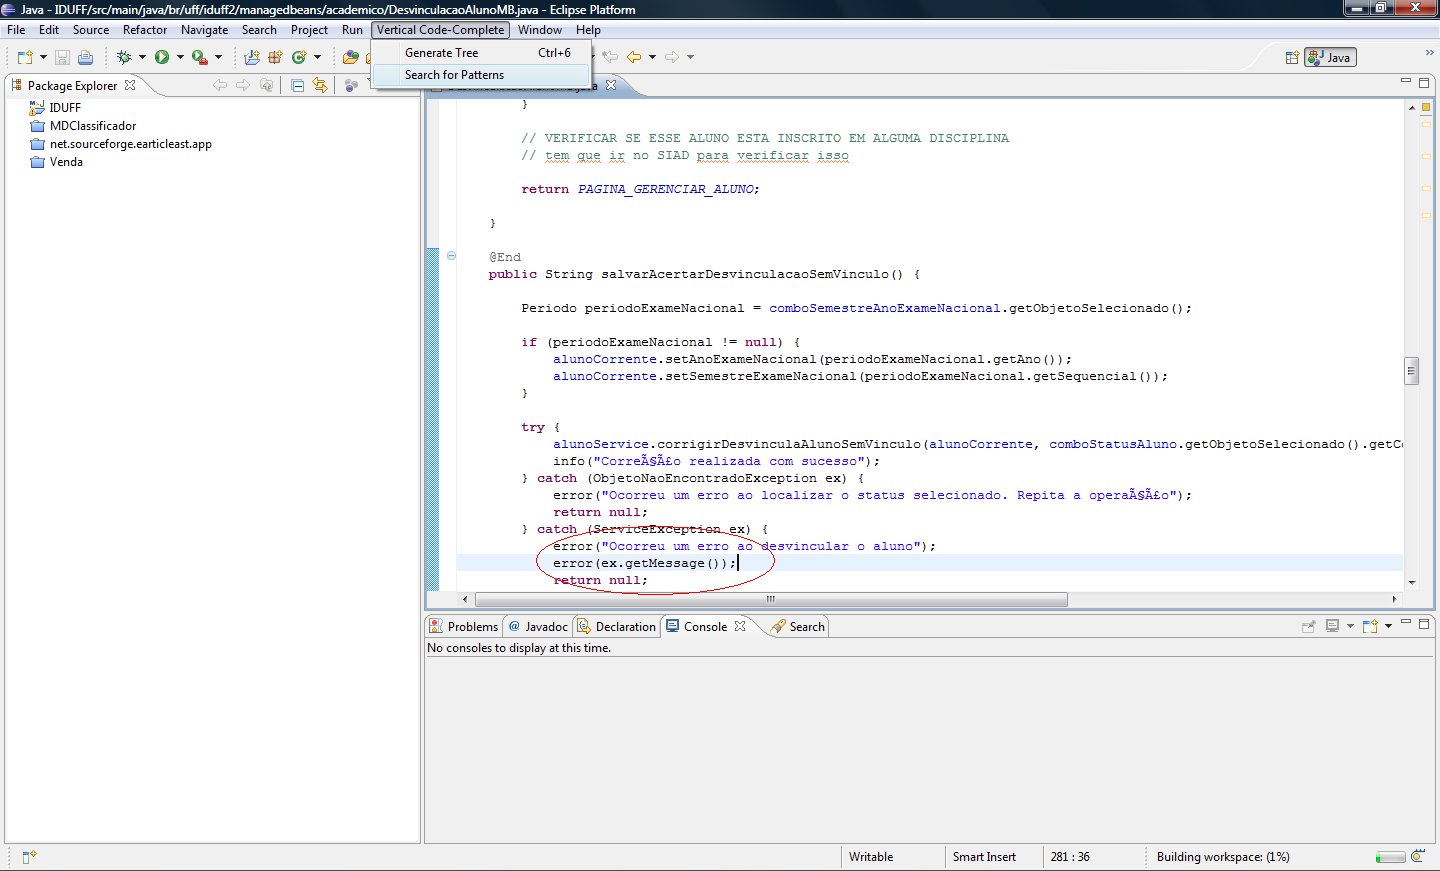 Java - IDUFF/src/main/java/br/uff/iduff2/managedbeans/academico/DesvinculacaoAlunoMB.java - Eclipse Platform
File Edit Source Refactor Navigate Search Project Run Vertical Code-Complete Window Help
Generate Tree Ctrl+6
Search for Patterns
Java
Package Explorer
IDUFF
MDClassificador
net.sourceforge.earticleast.app
Venda
}
// VERIFICAR SE ESSE ALUNO ESTA INSCRITO EM ALGUMA DISCIPLINA
// tem que ir no SIAD para verificar isso
return PAGINA_GERENCIAR_ALUNO;
}
@End
public String salvarAcertarDesvinculacaoSemVinculo() {
Periodo periodoExameNacional = comboSemestreAnoExameNacional.getObjetoSelecionado();
if (periodoExameNacional != null) {
alunoCorrente.setAnoExameNacional(periodoExameNacional.getAno());
alunoCorrente.setSemestreExameNacional(periodoExameNacional.getSequencial());
}
try {
alunoService.corrigirDesvinculaAlunoSemVinculo(alunoCorrente, comboStatusAluno.getObjetoSelecionado().getCo
info("CorreÃ§Ã£o realizada com sucesso");
} catch (ObjetoNaoEncontradoException ex) {
error("Ocorreu um erro ao localizar o status selecionado. Repita a operaÃ§Ã£o");
return null;
} catch (ServiceException ex) {
error("Ocorreu um erro ao desvincular o aluno");
error(ex.getMessage());
return null;
Problems Javadoc Declaration Console Search
No consoles to display at this time.
Writable Smart Insert 281 : 36 Building workspace: (1%)